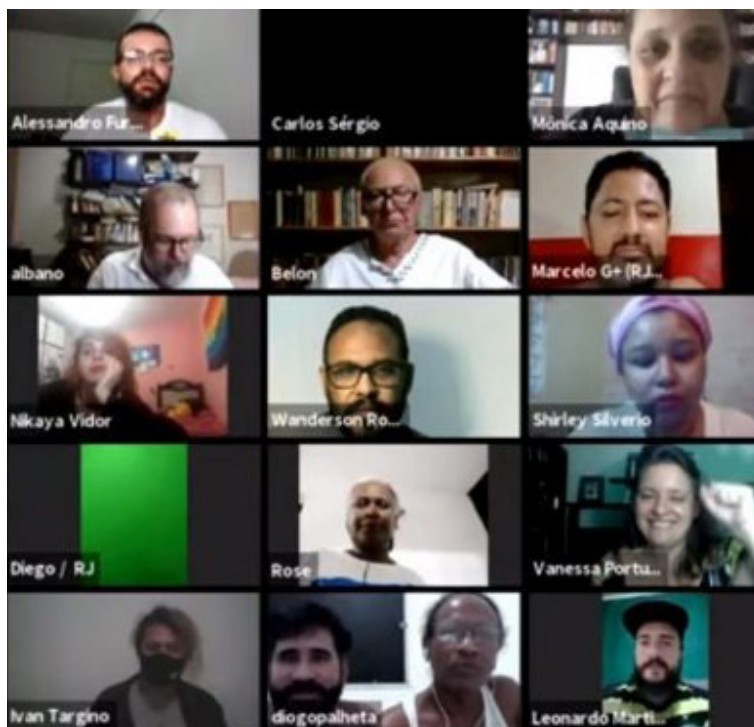 Alessandro Fur...
Carlos Sérgio
Mônica Aquino
albano
Belon
Marcelo G+ (RJ...
Nikaya Vidor
Wanderson Ro...
Shirley Silverio
Diego / RJ
Rose
Vanessa Portu...
Ivan Targino
diogopalheta
Leonardo Marti...